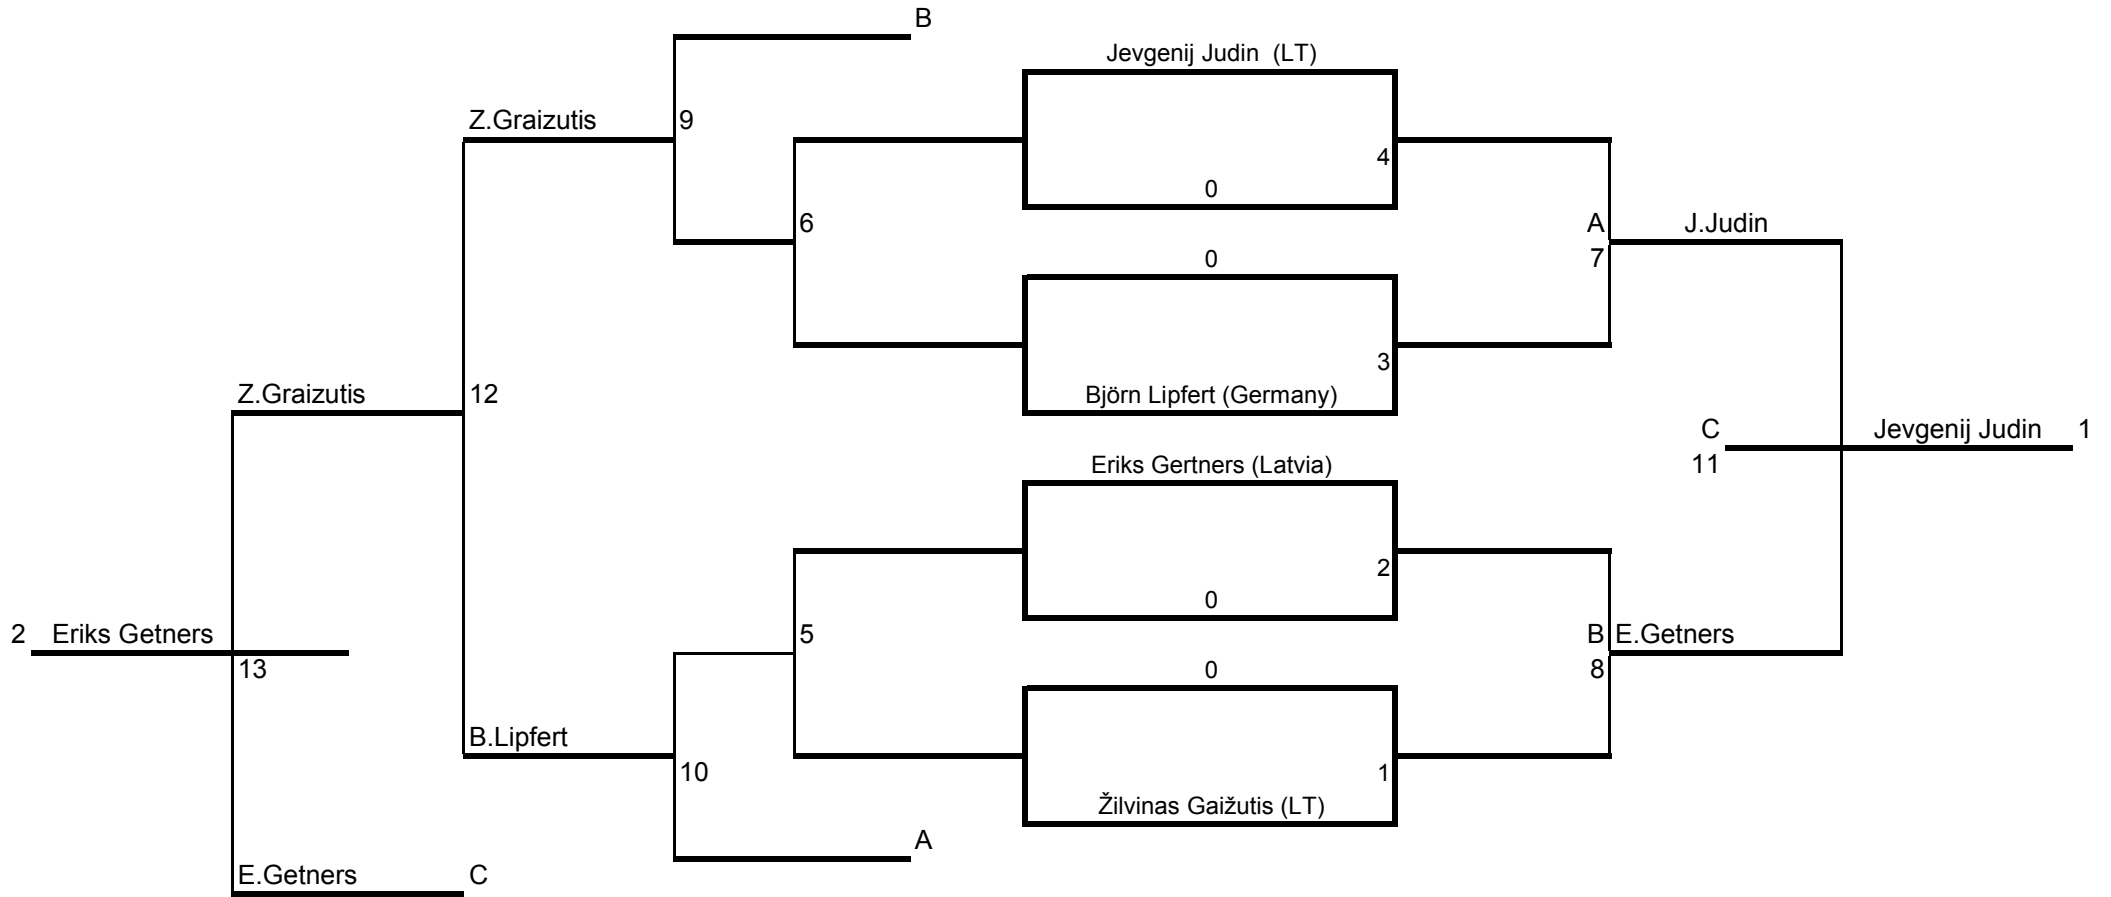 B
Jevgenij Judin (LT)
Z.Graizutis 9
4
0
6 A J.Judin
0 7
3
Z.Graizutis 12 Björn Lipfert (Germany)
C Jevgenij Judin 1
Eriks Gertners (Latvia) 11
2
0
2 Eriks Getners 5 B E.Getners
13 0 8
B.Lipfert
10 1
Žilvinas Gaižutis (LT)
A
E.Getners C